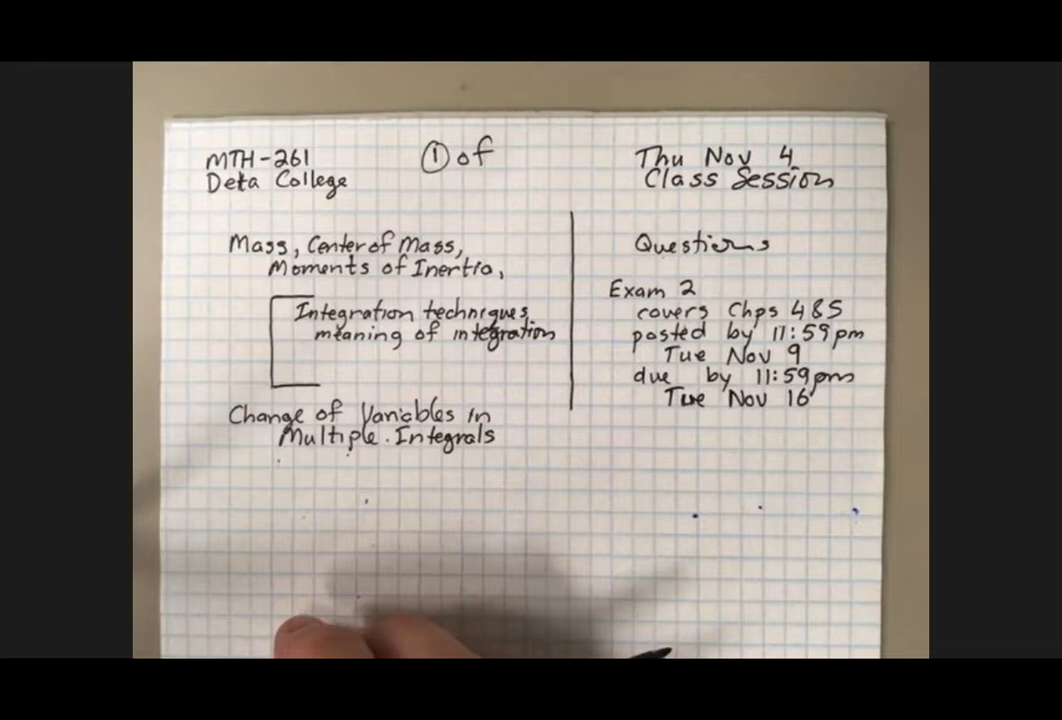 MTH-261
Deta College
① of
Thu Nov 4
Class Session
Mass, Center of Mass,
Moments of Inertia,
Integration techniques,
meaning of integration
Change of Variables in
Multiple Integrals
Questions
Exam 2
covers Chps 4&5
posted by 11:59pm
Tue Nov 9
due by 11:59pm
Tue Nov 16